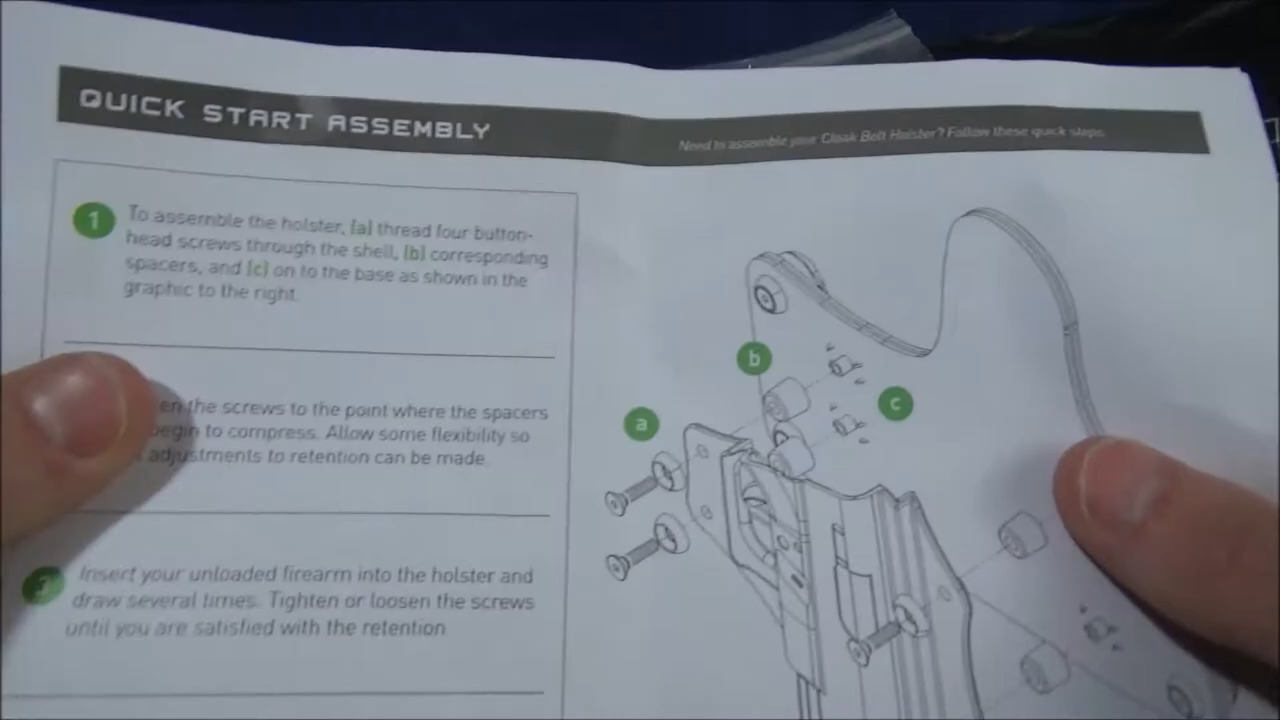 QUICK START ASSEMBLY
Need to assemble your Cloak Belt Holster? Follow these quick steps.
1
To assemble the holster, (a) thread four button-
head screws through the shell, (b) corresponding
spacers, and (c) on to the base as shown in the
graphic to the right.
the screws to the point where the spacers
begin to compress. Allow some flexibility so
adjustments to retention can be made.
3
Insert your unloaded firearm into the holster and
draw several times. Tighten or loosen the screws
until you are satisfied with the retention
b
c
a